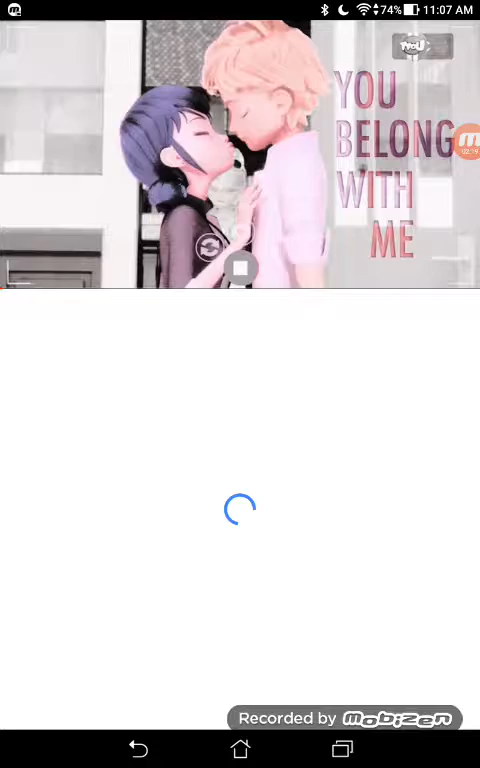 74% 11:07 AM
YOU
BELONG
WITH
ME
Recorded by mobizen